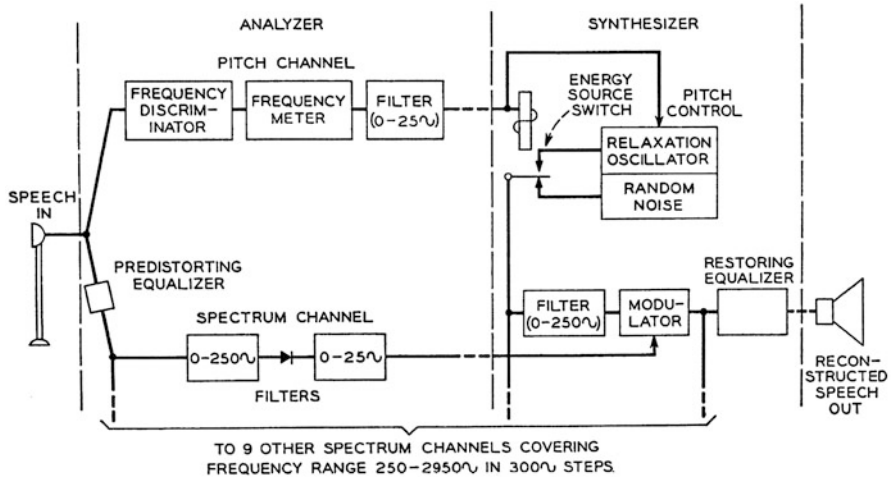 ANALYZER
SYNTHESIZER
PITCH CHANNEL
FREQUENCY
DISCRIM-
INATOR
FREQUENCY
METER
FILTER
(0-25∿)
ENERGY
SOURCE
SWITCH
PITCH
CONTROL
RELAXATION
OSCILLATOR
RANDOM
NOISE
SPEECH
IN
PREDISTORTING
EQUALIZER
SPECTRUM CHANNEL
0-250∿
0-25∿
FILTERS
FILTER
(0-250∿)
MODU-
LATOR
RESTORING
EQUALIZER
RECON-
STRUCTED
SPEECH
OUT
TO 9 OTHER SPECTRUM CHANNELS COVERING
FREQUENCY RANGE 250-2950∿ IN 300∿ STEPS.